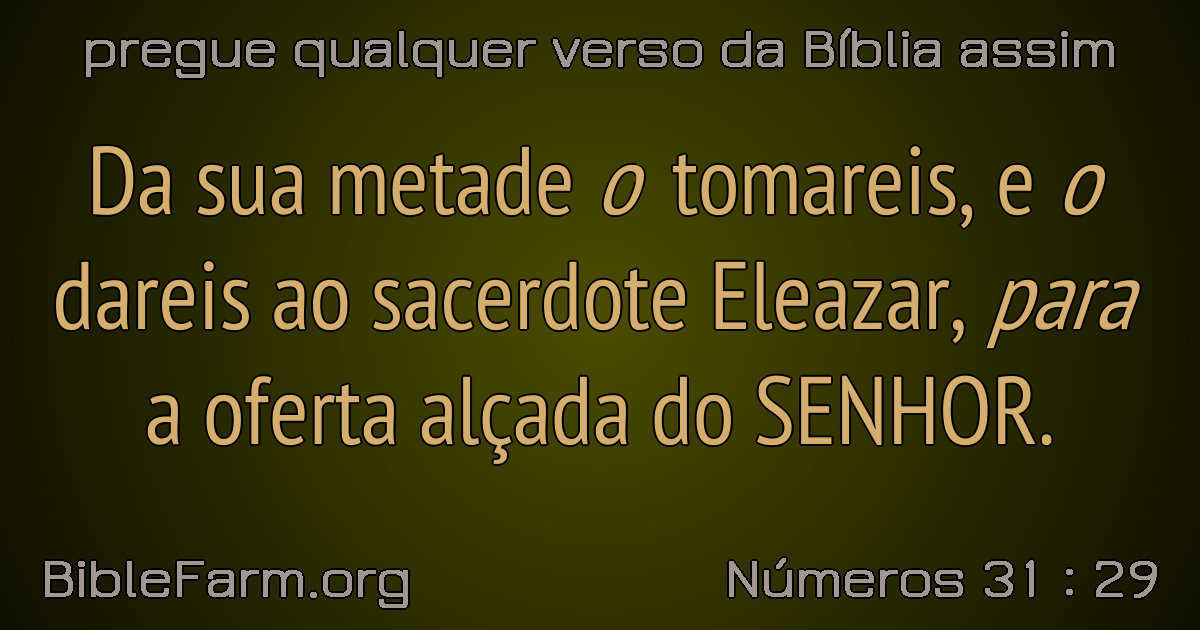 pregue qualquer verso da Bíblia assim
Da sua metade o tomareis, e o
dareis ao sacerdote Eleazar, para
a oferta alçada do SENHOR.
BibleFarm.org
Números 31 : 29